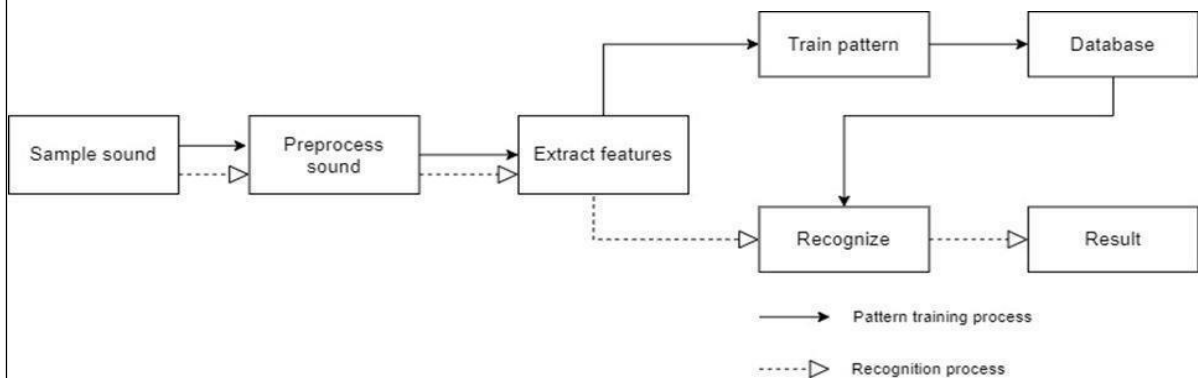 Train pattern
Database
Sample sound
Preprocess
sound
Extract features
Recognize
Result
Pattern training process
Recognition process